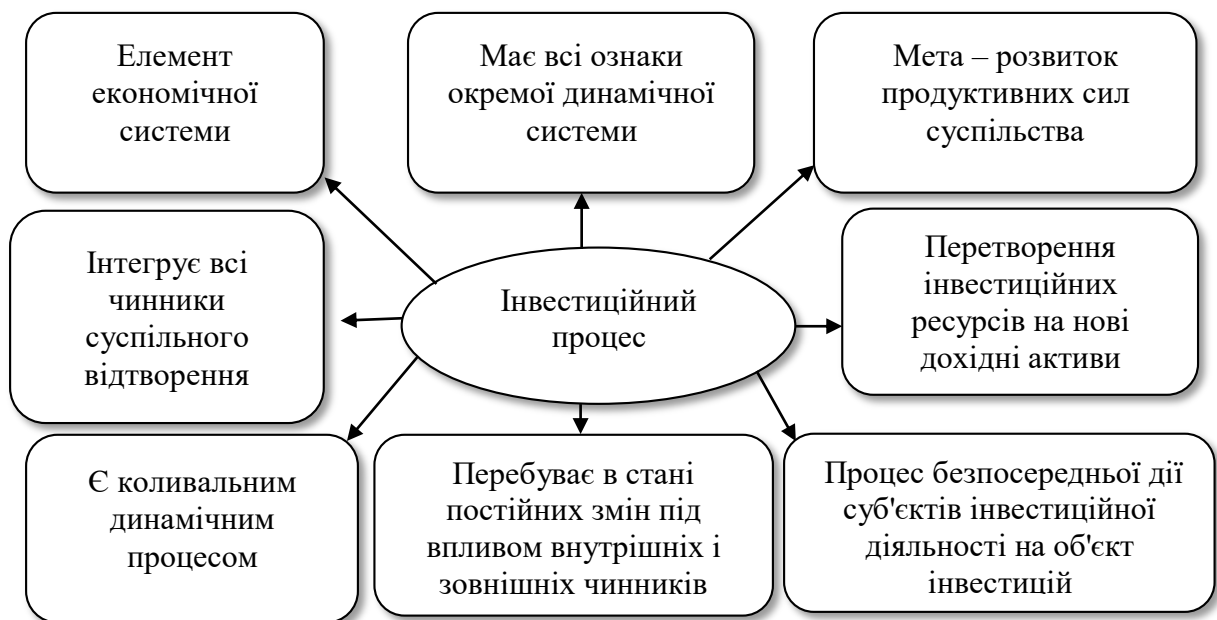 Елемент
економічної
системи
Має всі ознаки
окремої динамічної
системи
Мета – розвиток
продуктивних сил
суспільства
Інтегрує всі
чинники
суспільного
відтворення
Інвестиційний
процес
Перетворення
інвестиційних
ресурсів на нові
дохідні активи
Є коливальним
динамічним
процесом
Перебуває в стані
постійних змін під
впливом внутрішніх і
зовнішніх чинників
Процес безпосередньої дії
суб'єктів інвестиційної
діяльності на об'єкт
інвестицій